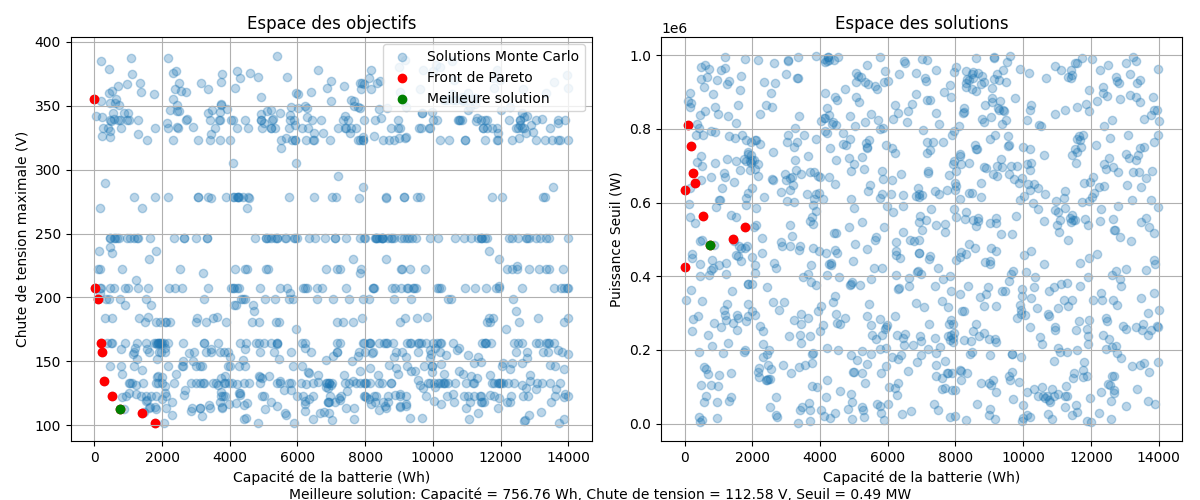 Espace des objectifs
Chute de tension maximale (V)
400
350
300
250
200
150
100
Solutions Monte Carlo
Front de Pareto
Meilleure solution
0 2000 4000 6000 8000 10000 12000 14000
Capacité de la batterie (Wh)
Espace des solutions
1e6
Puissance Seuil (W)
1.0
0.8
0.6
0.4
0.2
0.0
0 2000 4000 6000 8000 10000 12000 14000
Capacité de la batterie (Wh)
Meilleure solution: Capacité = 756.76 Wh, Chute de tension = 112.58 V, Seuil = 0.49 MW